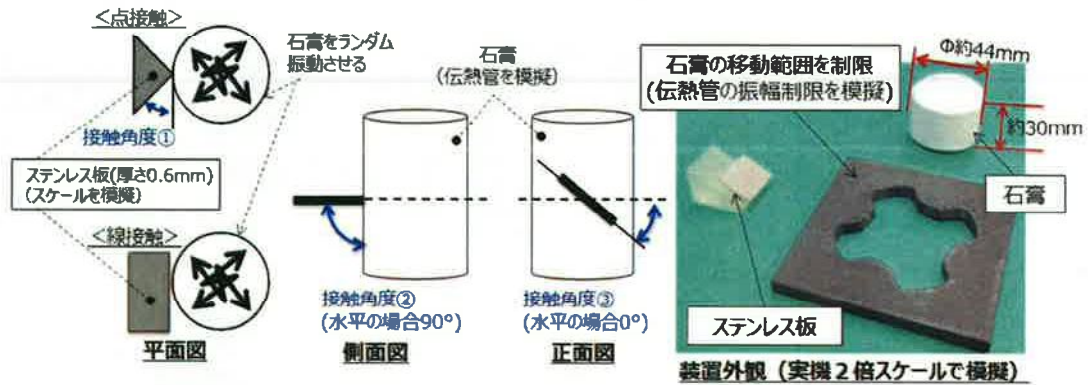 <点接触>
接触角度①
石膏をランダム
振動させる
ステンレス板(厚さ0.6mm)
(スケールを模擬)
<線接触>
平面図
石膏
(伝熱管を模擬)
接触角度②
(水平の場合90°)
側面図
接触角度③
(水平の場合0°)
正面図
石膏の移動範囲を制限
(伝熱管の振幅制限を模擬)
Φ約44mm
約30mm
石膏
ステンレス板
装置外観（実機２倍スケールで模擬）